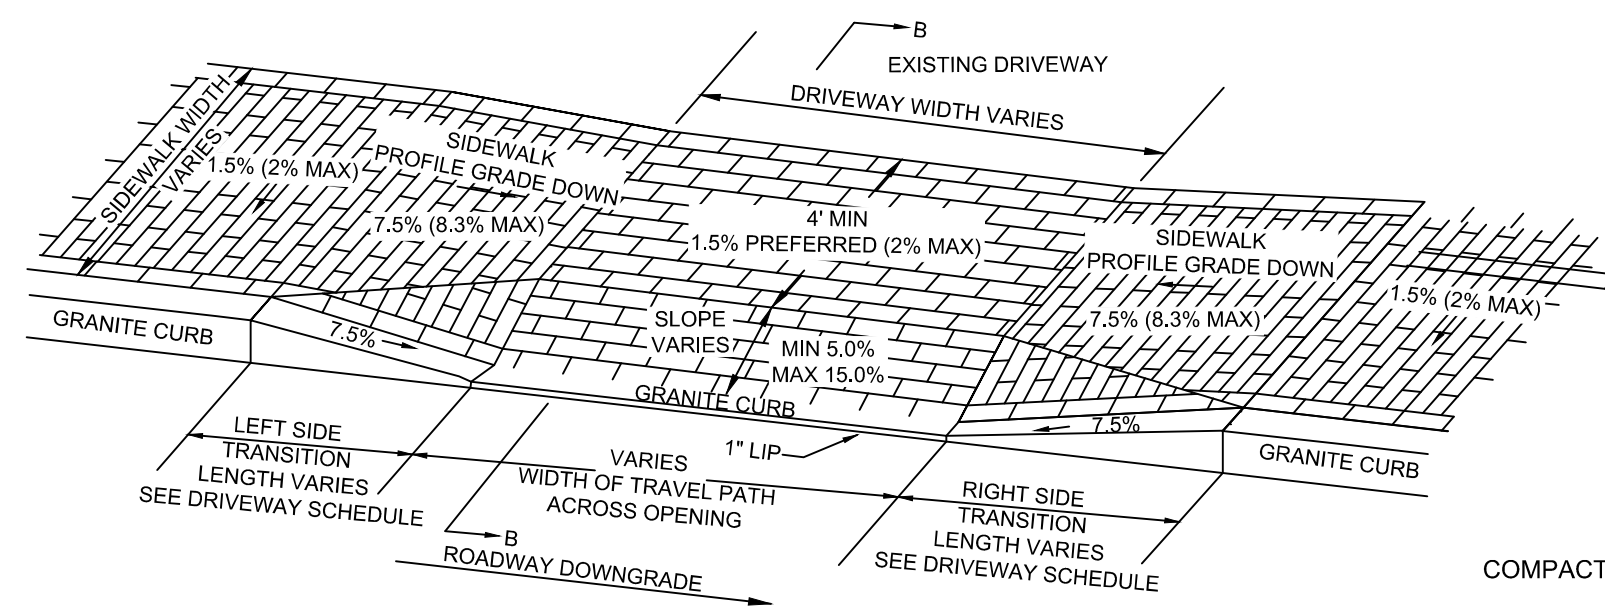 B
EXISTING DRIVEWAY
DRIVEWAY WIDTH VARIES
SIDEWALK WIDTH
VARIES
1.5% (2% MAX)
SIDEWALK
PROFILE GRADE DOWN
7.5% (8.3% MAX)
4' MIN
1.5% PREFERRED (2% MAX)
SIDEWALK
PROFILE GRADE DOWN
7.5% (8.3% MAX)
1.5% (2% MAX)
GRANITE CURB
7.5%
SLOPE
VARIES
MIN 5.0%
MAX 15.0%
GRANITE CURB
7.5%
GRANITE CURB
1" LIP
LEFT SIDE
TRANSITION
LENGTH VARIES
SEE DRIVEWAY SCHEDULE
VARIES
WIDTH OF TRAVEL PATH
ACROSS OPENING
RIGHT SIDE
TRANSITION
LENGTH VARIES
SEE DRIVEWAY SCHEDULE
B
ROADWAY DOWNGRADE
COMPACT